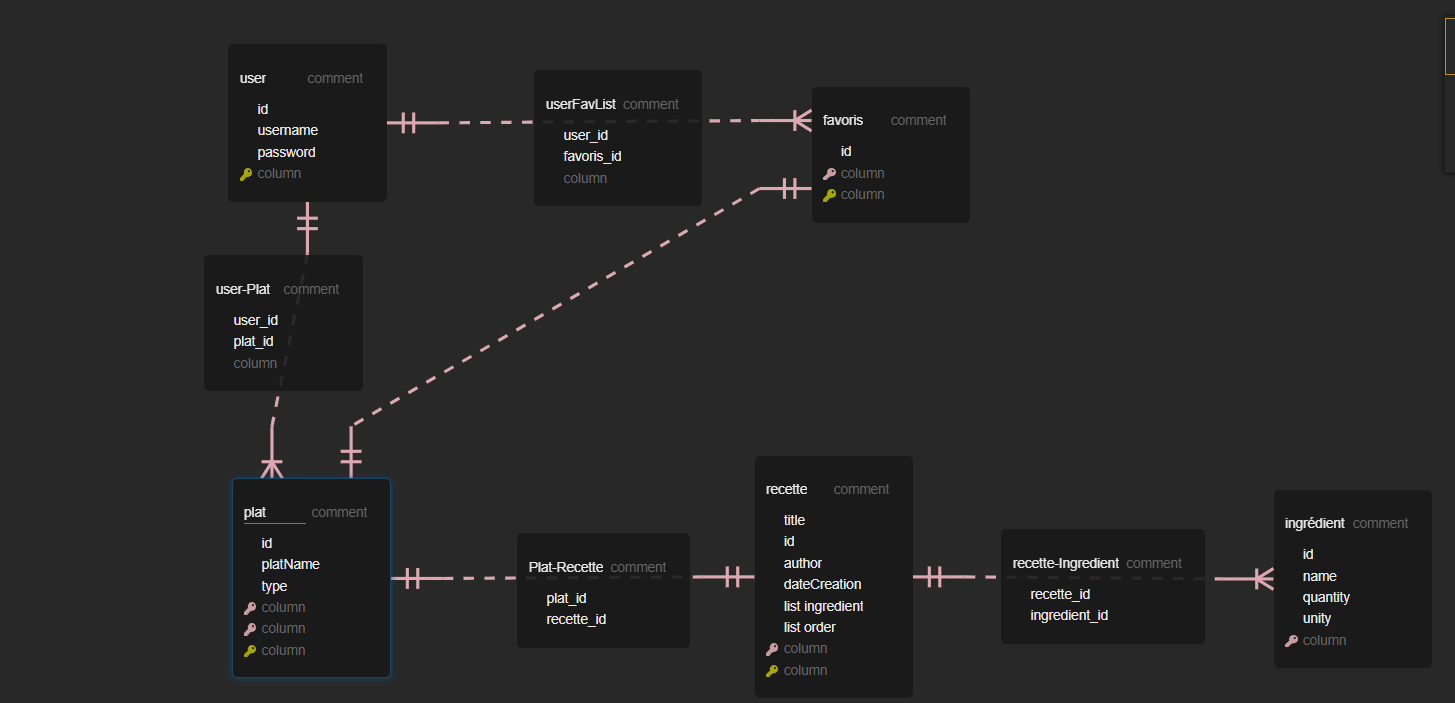 user comment
id
username
password
column
userFavList comment
user_id
favoris_id
column
favoris comment
id
column
column
user-Plat comment
user_id
plat_id
column
plat comment
id
platName
type
column
column
column
Plat-Recette comment
plat_id
recette_id
recette comment
title
id
author
dateCreation
list ingredient
list order
column
column
recette-Ingredient comment
recette_id
ingredient_id
ingrédient comment
id
name
quantity
unity
column